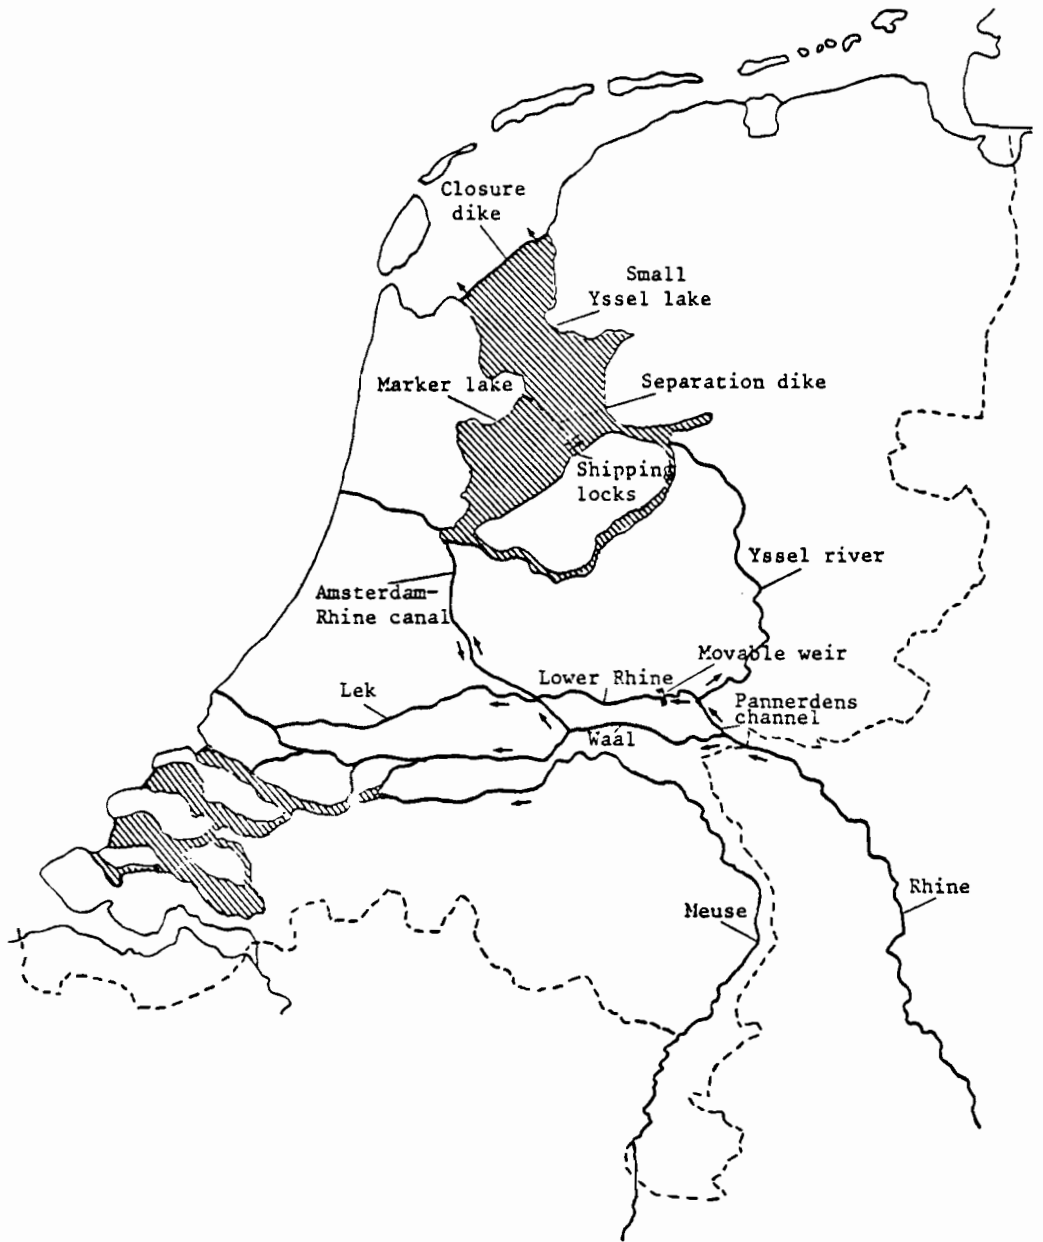 Closure
dike
Small
Yssel lake
Marker lake
Separation dike
Shipping
locks
Yssel river
Amsterdam-
Rhine canal
Movable weir
Lower Rhine
Lek
Pannerdens
channel
Waal
Rhine
Meuse